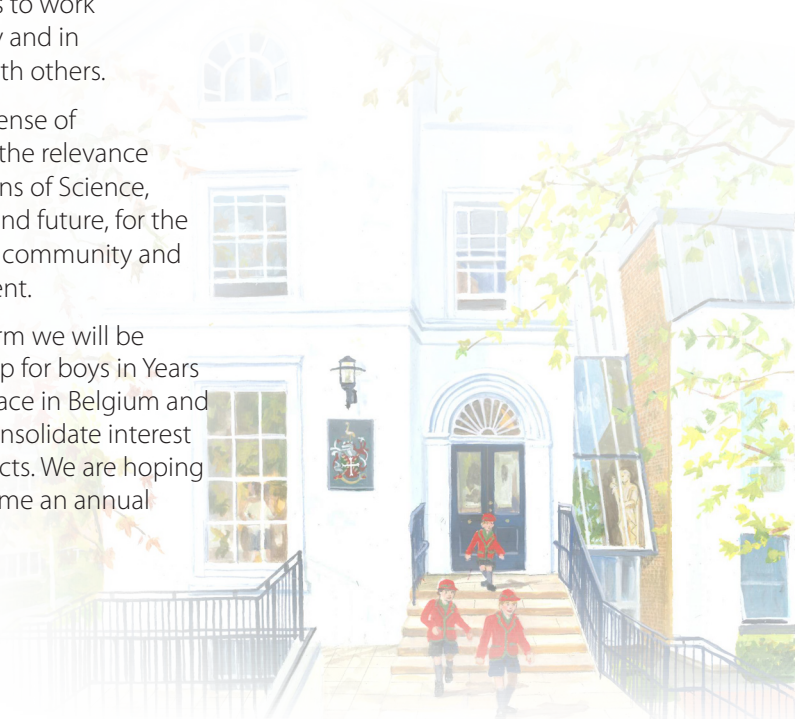 s to work
y and in
th others.
ense of
the relevance
ns of Science,
nd future, for the
community and
ent.
rm we will be
p for boys in Years
ace in Belgium and
nsolidate interest
cts. We are hoping
me an annual